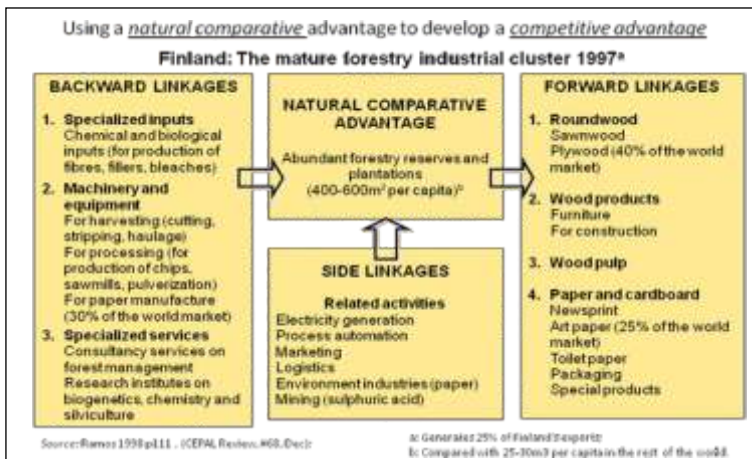 Using a natural comparative advantage to develop a competitive advantage
Finland: The mature forestry industrial cluster 1997ª
BACKWARD LINKAGES
1. Specialized inputs
Chemical and biological
inputs (for production of
fibres, fillers, bleaches)
2. Machinery and
equipment
For harvesting (cutting,
stripping, haulage)
For processing (for
production of chips,
sawmills, pulverization)
For paper manufacture
(30% of the world market)
3. Specialized services
Consultancy services on
forest management
Research institutes on
biogenetics, chemistry and
silviculture
NATURAL COMPARATIVE
ADVANTAGE
Abundant forestry reserves and
plantations
(400-600m³ per capita)ᵇ
SIDE LINKAGES
Related activities
Electricity generation
Process automation
Marketing
Logistics
Environment industries (paper)
Mining (sulphuric acid)
FORWARD LINKAGES
1. Roundwood
Sawnwood
Plywood (40% of the world
market)
2. Wood products
Furniture
For construction
3. Wood pulp
4. Paper and cardboard
Newsprint
Art paper (25% of the world
market)
Toilet paper
Packaging
Special products
Source: Ramos 1998 p111. (CEPAL Review, #68, Dec):
a: Generates 25% of Finland's exports
b: Compared with 25-30m3 per capita in the rest of the world.